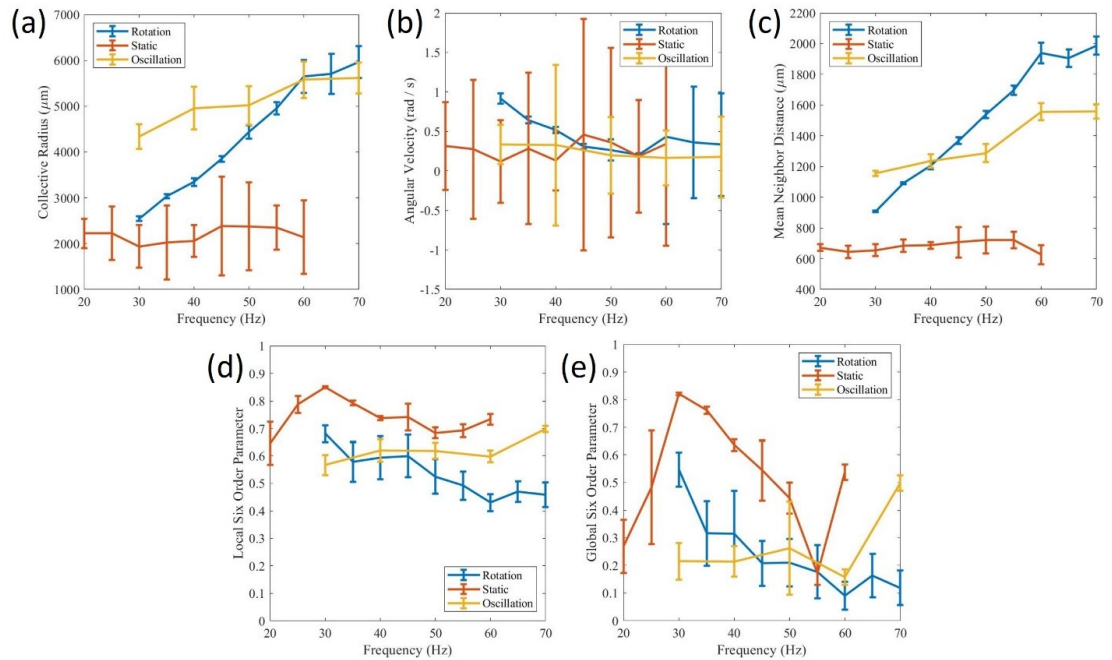 (a)
7000
6000
5000
4000
3000
2000
1000
Collective Radius (μm)
20 30 40 50 60 70
Frequency (Hz)
Rotation
Static
Oscillation
(b)
2
1.5
1
0.5
0
-0.5
-1
-1.5
Angular Velocity (rad / s)
20 30 40 50 60 70
Frequency (Hz)
Rotation
Static
Oscillation
(c)
2200
2000
1800
1600
1400
1200
1000
800
600
400
Mean Neighbor Distance (μm)
20 30 40 50 60 70
Frequency (Hz)
Rotation
Static
Oscillation
(d)
1
0.9
0.8
0.7
0.6
0.5
0.4
0.3
0.2
0.1
0
Local Six Order Parameter
20 30 40 50 60 70
Frequency (Hz)
Rotation
Static
Oscillation
(e)
1
0.9
0.8
0.7
0.6
0.5
0.4
0.3
0.2
0.1
0
Global Six Order Parameter
20 30 40 50 60 70
Frequency (Hz)
Rotation
Static
Oscillation